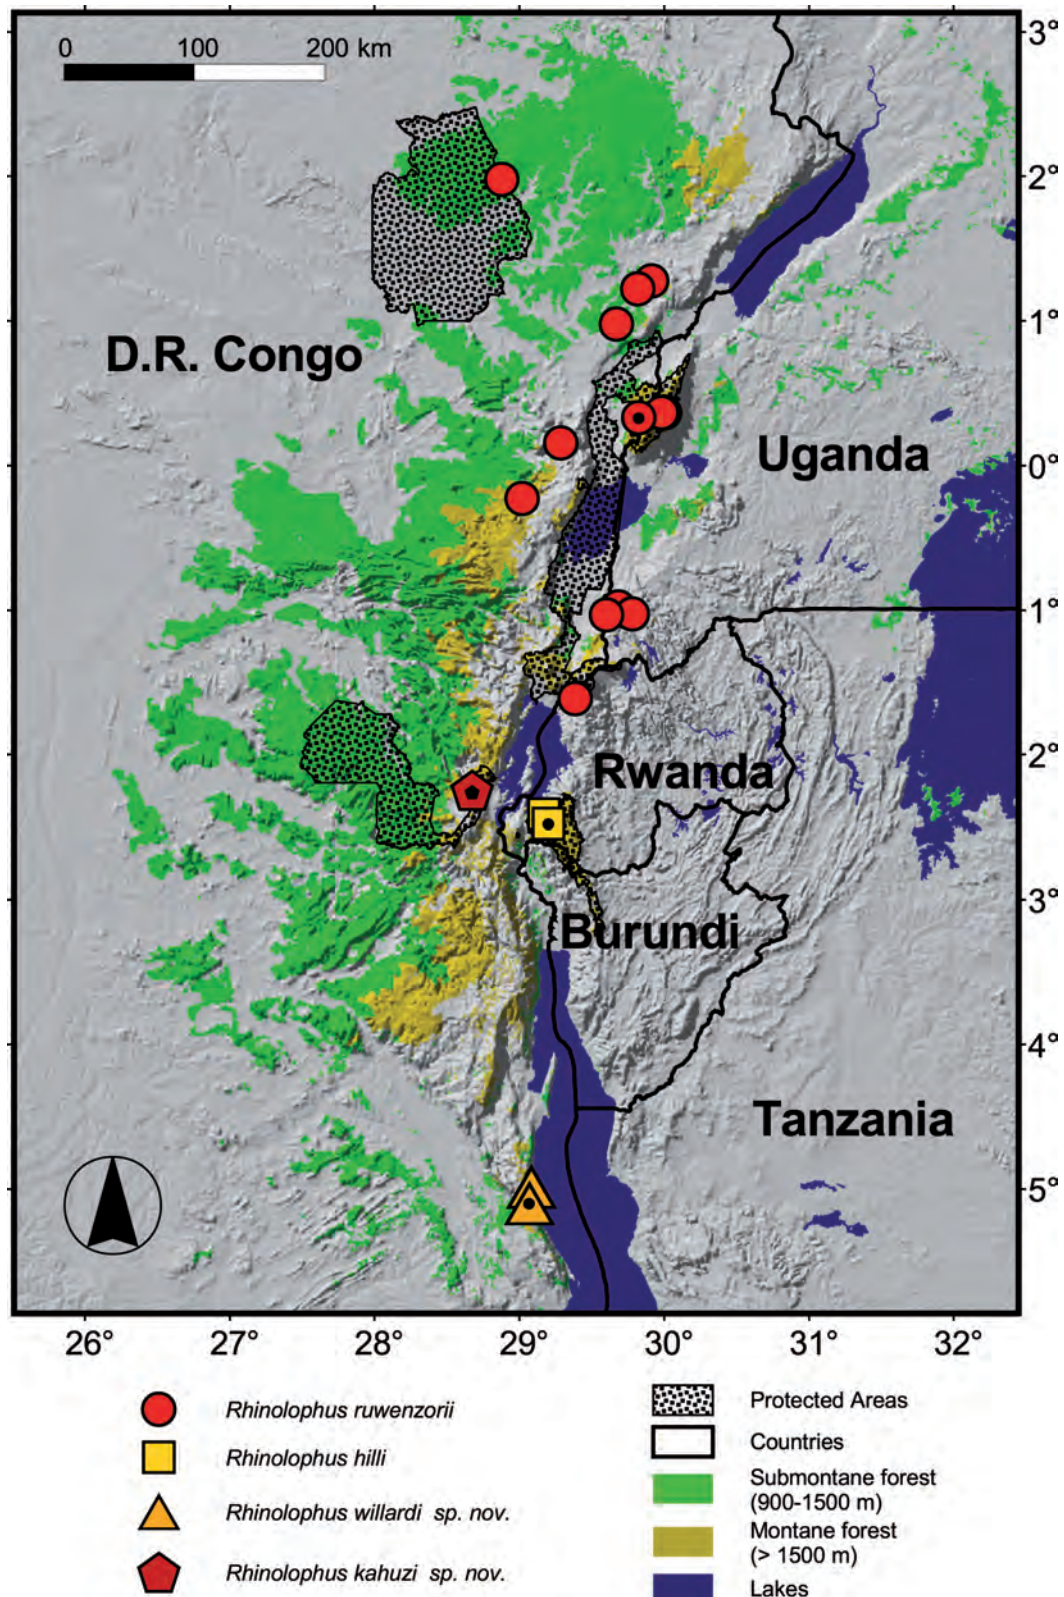 0 100 200 km
3°
2°
D.R. Congo
1°
Uganda
0°
1°
Rwanda
2°
Burundi
3°
4°
Tanzania
5°
26° 27° 28° 29° 30° 31° 32°
Rhinolophus ruwenzorii
Rhinolophus hilli
Rhinolophus willardi sp. nov.
Rhinolophus kahuzi sp. nov.
Protected Areas
Countries
Submontane forest
(900-1500 m)
Montane forest
(> 1500 m)
Lakes